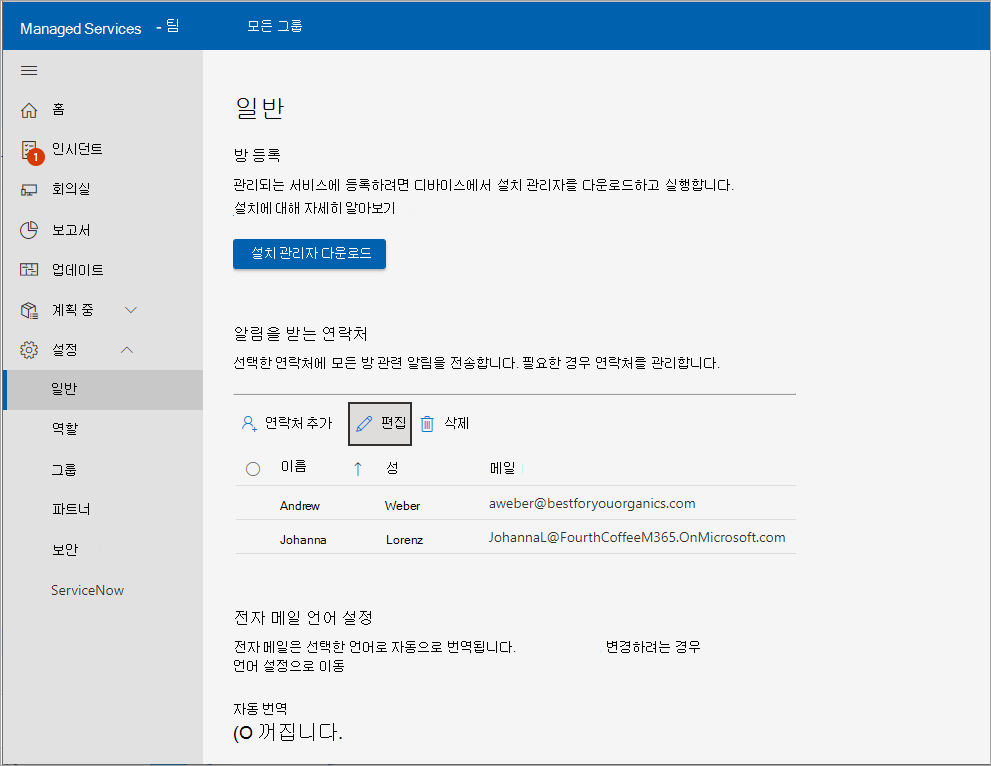 Managed Services - 팀 모든 그룹
홈
인시던트
1
회의실
보고서
업데이트
계획 중
설정
일반
역할
그룹
파트너
보안
ServiceNow
일반
방 등록
관리되는 서비스에 등록하려면 디바이스에서 설치 관리자를 다운로드하고 실행합니다.
설치에 대해 자세히 알아보기
설치 관리자 다운로드
알림을 받는 연락처
선택한 연락처에 모든 방 관련 알림을 전송합니다. 필요한 경우 연락처를 관리합니다.
연락처 추가 편집 삭제
이름 ↑ 성 메일
Andrew Weber aweber@bestforyouorganics.com
Johanna Lorenz JohannaL@FourthCoffeeM365.OnMicrosoft.com
전자 메일 언어 설정
전자 메일은 선택한 언어로 자동으로 번역됩니다. 변경하려는 경우
언어 설정으로 이동
자동 번역
(O 꺼집니다.